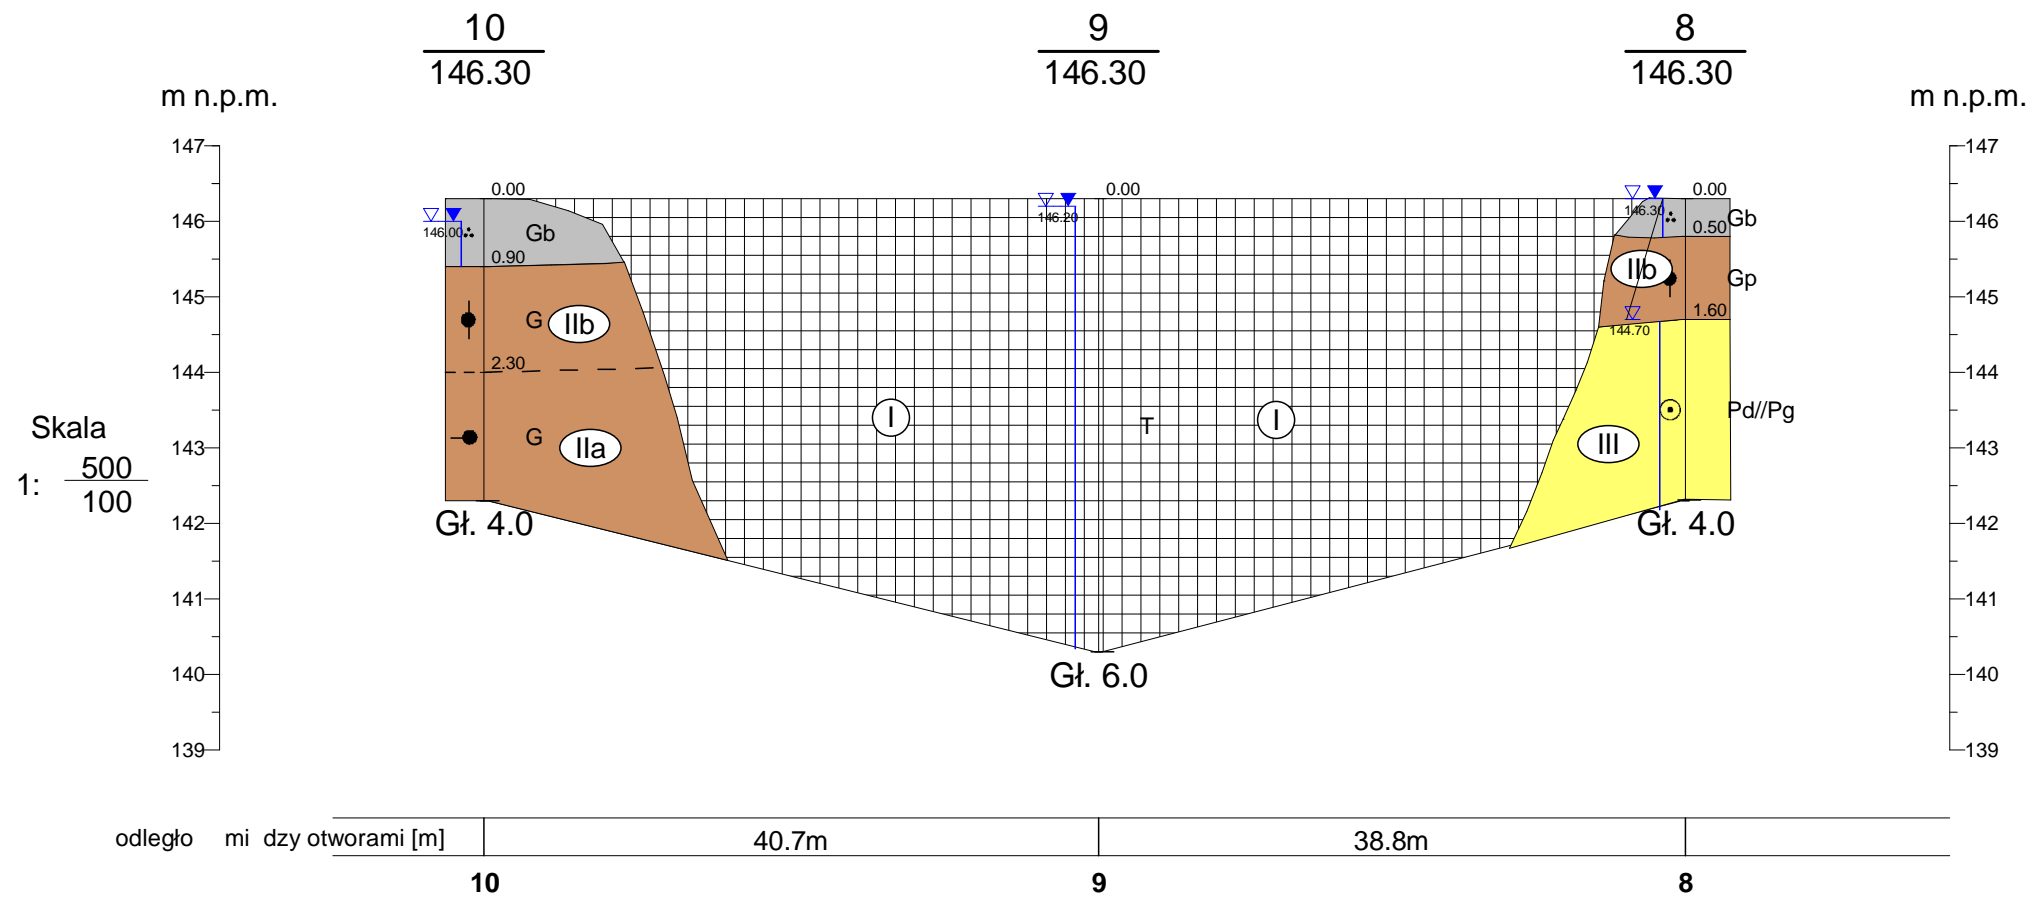 10 9 8
146.30 146.30 146.30
m n.p.m. m n.p.m.
147 147
0.00 0.00 0.00
146.30
146.20
Gb 0.50 Gb
146 146.00 146
0.90
IIb Gp
145 145
1.60
G IIb
144.70
2.30
144 144
I T I Pd//Pg
Skala
G IIa III
143 143
1: 500
100
142 Gł. 4.0 Gł. 4.0 142
141 141
140 Gł. 6.0 140
139 139
odległo mi dzy otworami [m] 40.7m 38.8m
10 9 8